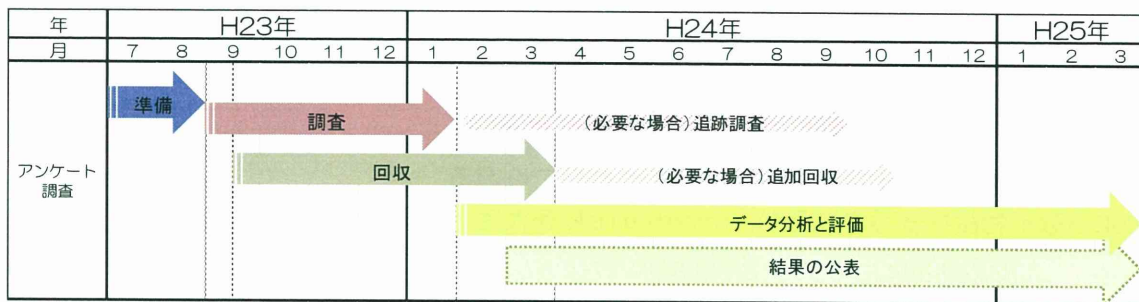 年 H23年 H24年 H25年
月 7 8 9 10 11 12 1 2 3 4 5 6 7 8 9 10 11 12 1 2 3
準備
調査 (必要な場合)追跡調査
アンケート
調査
回収 (必要な場合)追加回収
データ分析と評価
結果の公表